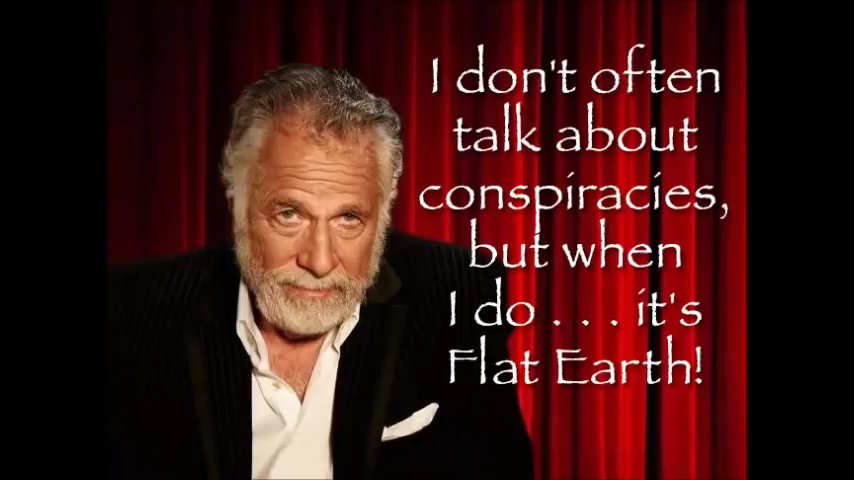 I don't often
talk about
conspiracies,
but when
I do . . . it's
Flat Earth!